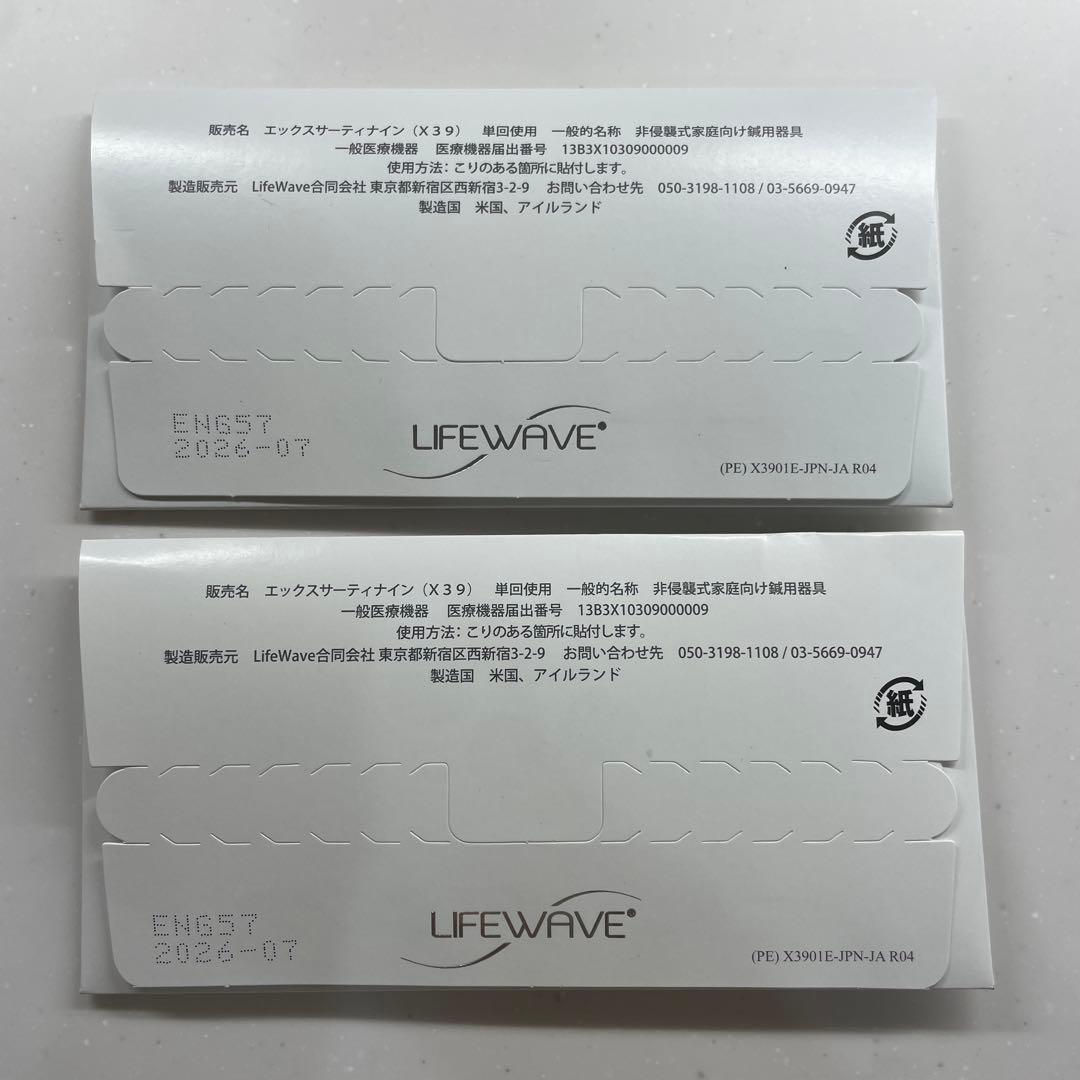 販売名 エックスサーティナイン（X39） 単回使用 一般的名称 非侵襲式家庭向け鍼用器具
一般医療機器 医療機器届出番号 13B3X10309000009
使用方法：こりのある箇所に貼付します。
製造販売元 LifeWave合同会社 東京都新宿区西新宿3-2-9 お問い合わせ先 050-3198-1108 / 03-5669-0947
製造国 米国、アイルランド
紙
ENG57
2026-07
LIFEWAVE®
(PE) X3901E-JPN-JA R04
販売名 エックスサーティナイン（X39） 単回使用 一般的名称 非侵襲式家庭向け鍼用器具
一般医療機器 医療機器届出番号 13B3X10309000009
使用方法：こりのある箇所に貼付します。
製造販売元 LifeWave合同会社 東京都新宿区西新宿3-2-9 お問い合わせ先 050-3198-1108 / 03-5669-0947
製造国 米国、アイルランド
紙
ENG57
2026-07
LIFEWAVE®
(PE) X3901E-JPN-JA R04